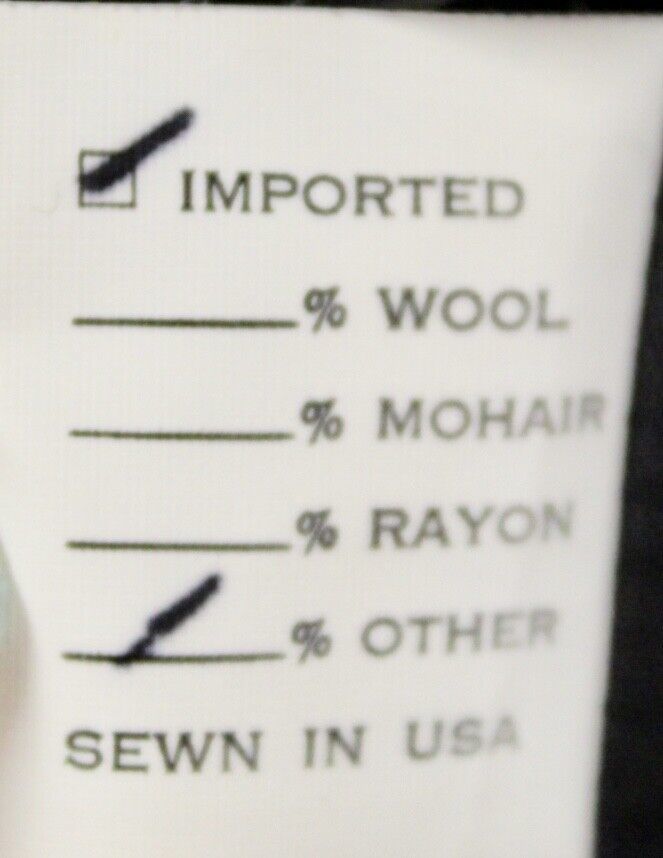 IMPORTED
% WOOL
% MOHAIR
% RAYON
% OTHER
SEWN IN USA